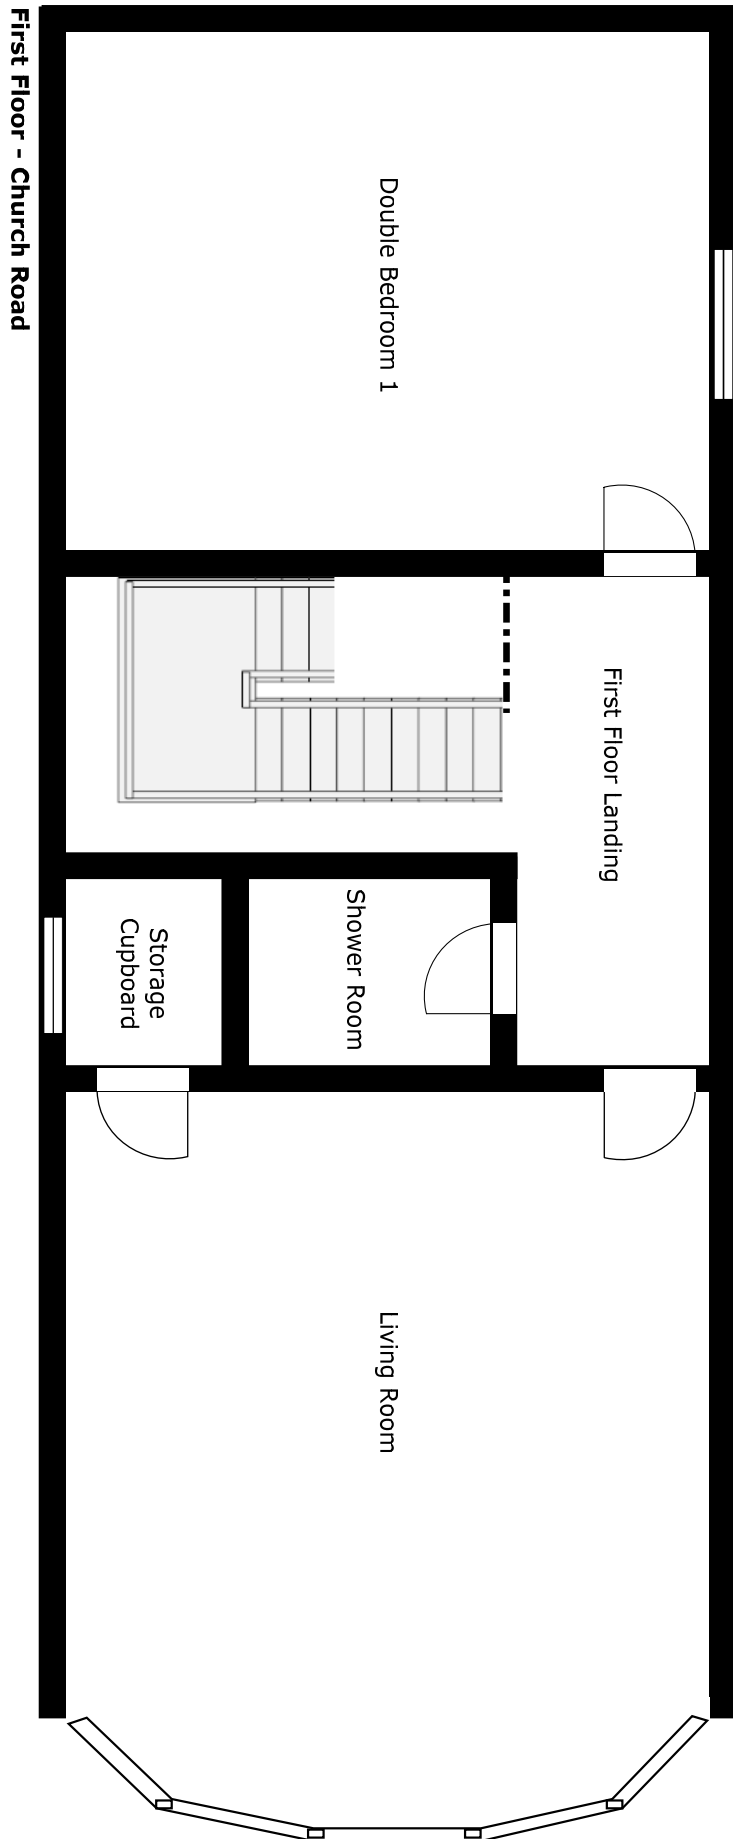 First Floor - Church Road
Double Bedroom 1
First Floor Landing
Shower Room
Storage
Cupboard
Living Room